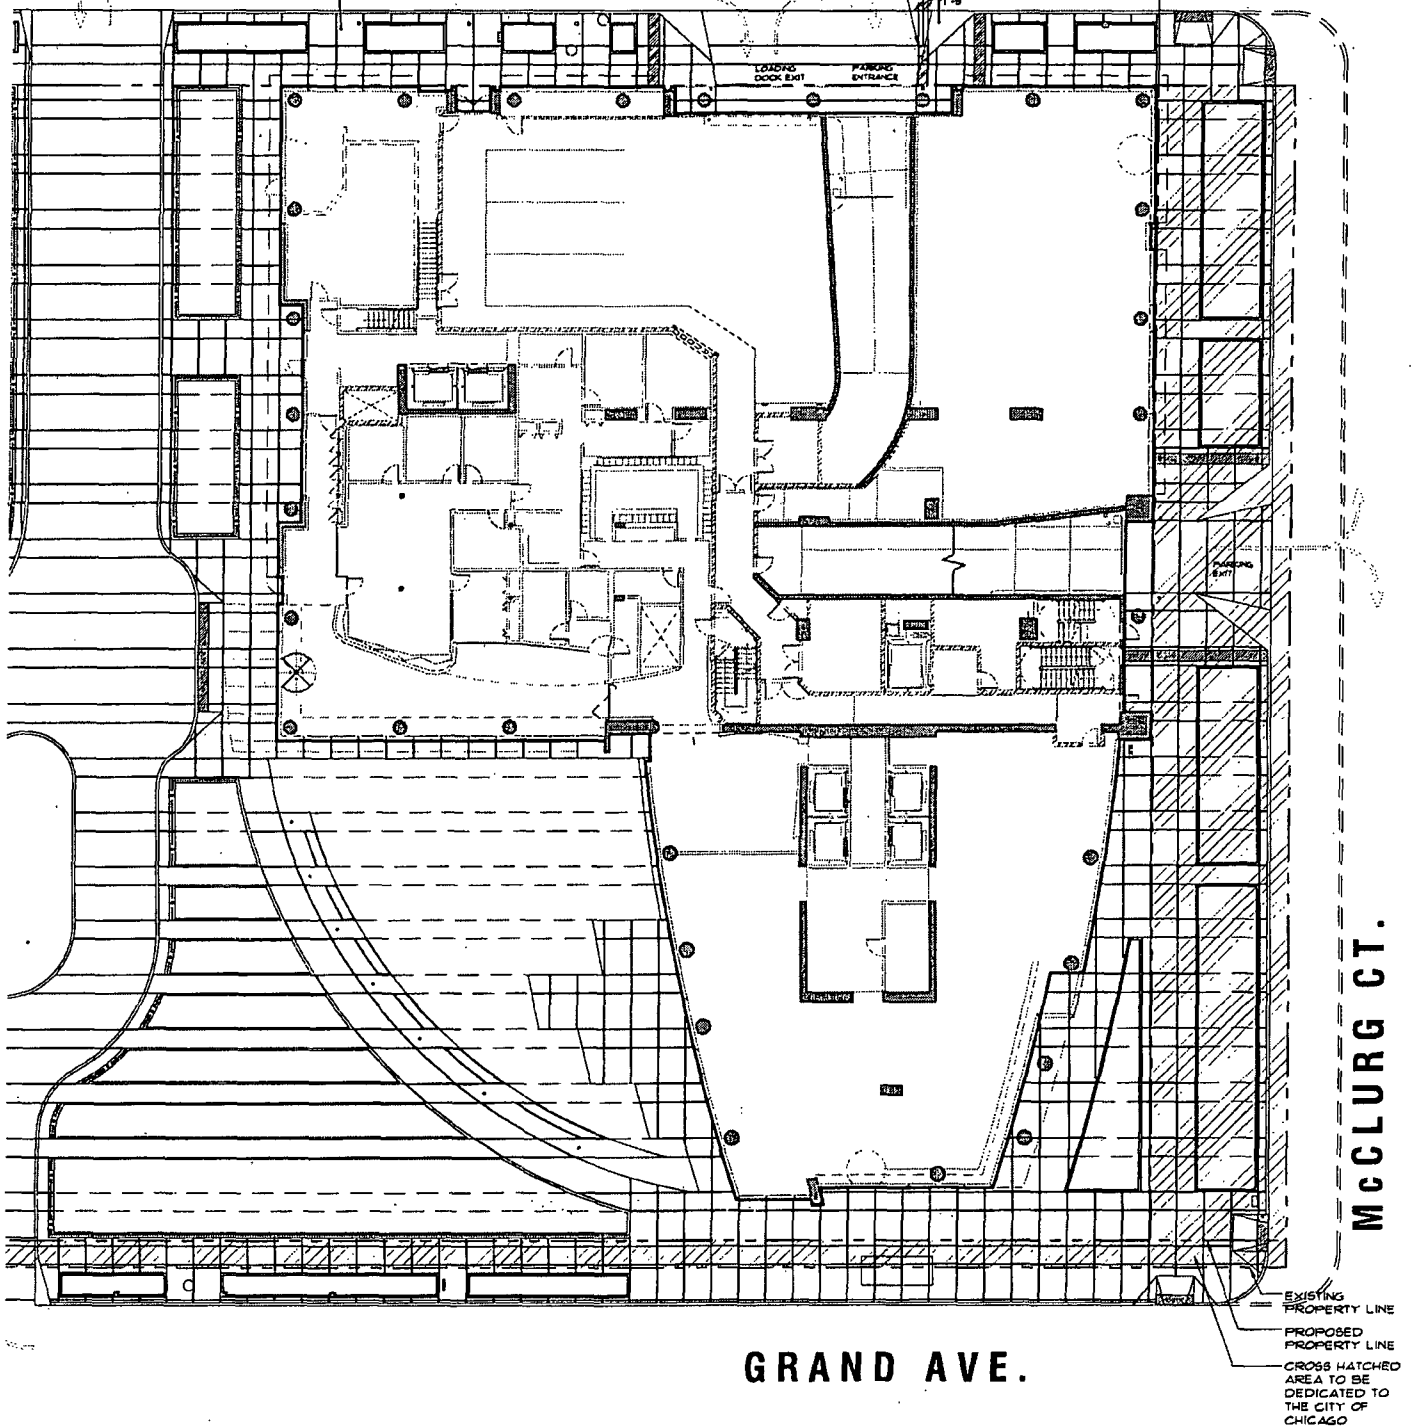 LOADING
DOCK EXIT
PARKING
ENTRANCE
PARKING
EXIT
McCLURG CT.
GRAND AVE.
EXISTING
PROPERTY LINE
PROPOSED
PROPERTY LINE
CROSS HATCHED
AREA TO BE
DEDICATED TO
THE CITY OF
CHICAGO